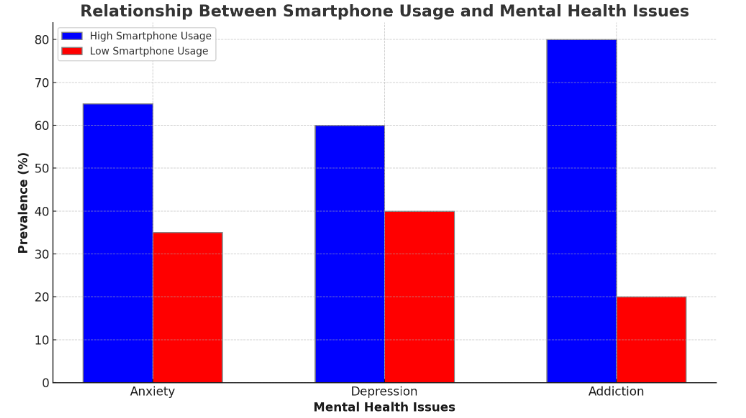 Relationship Between Smartphone Usage and Mental Health Issues
High Smartphone Usage
Low Smartphone Usage
80
70
60
50
40
30
20
10
0
Prevalence (%)
Anxiety Depression Addiction
Mental Health Issues